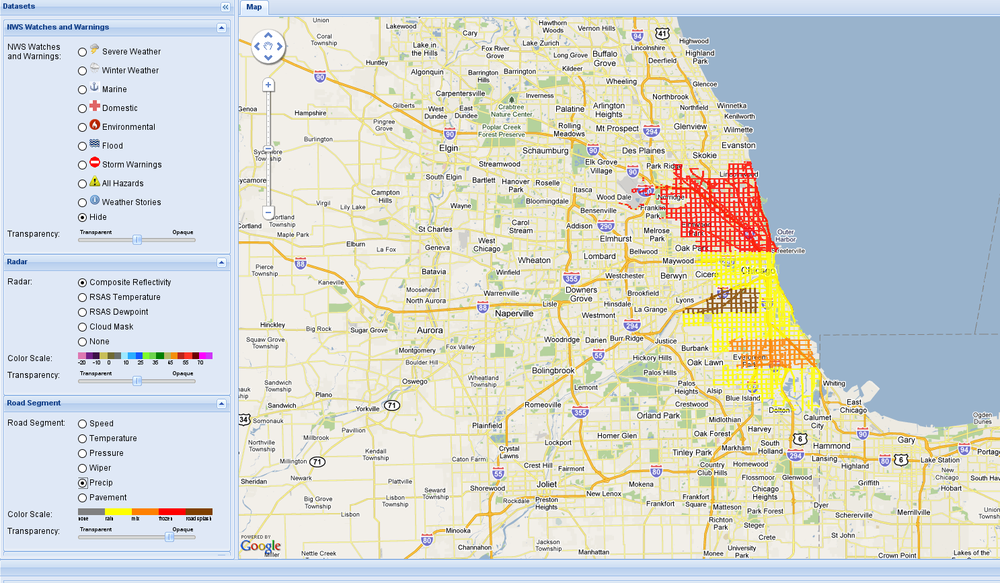 Datasets
NWS Watches and Warnings
NWS Watches
and Warnings:
Severe Weather
Winter Weather
Marine
Domestic
Environmental
Flood
Storm Warnings
All Hazards
Weather Stories
Hide
Transparency:
Transparent
Opaque
Radar
Radar:
Composite Reflectivity
RSAS Temperature
RSAS Dewpoint
Cloud Mask
None
Color Scale:
-20 -10 0 10 25 35 45 55 70
Transparency:
Transparent
Opaque
Road Segment
Road Segment:
Speed
Temperature
Pressure
Wiper
Precip
Pavement
Color Scale:
none rain mix frozen road splash
Transparency:
Transparent
Opaque
Map
Union
Coral
Township
Lakewood
Cary
Hawthorn
Woods
Vernon Hills
94
41
Lake in
the Hills
Fox River
Grove
Lake Zurich
Long Grove
Buffalo
Grove
Lincolnshire
Highwood
Highland
Park
Deerfield
Huntley
Algonquin
Barrington
Hills
Barrington
Kildeer
Wheeling
Glencoe
90
Carpentersville
Inverness
Northbrook
Genoa
Hampshire
Gilberts
West
Dundee
East
Dundee
Crabtree
Nature Center
Palatine
Arlington
Heights
Northfield
Winnetka
Kenilworth
Pingree
Grove
Poplar Creek
Forest Preserve
Rolling
Meadows
Mt Prospect
294
Glenview
Wilmette
Burlington
90
Elgin
Schaumburg
90
Des Plaines
Evanston
Skokie
Sycamore
Township
Streamwood
Elk Grove
Village
90
Park Ridge
Lincolnwood
Sycamore
South Elgin
Bartlett
Hanover
Park
Roselle
Itasca
Wood Dale
Norridge
Campton
Hills
Virgil
Lily Lake
Wayne
Bloomingdale
Bensenville
Franklin
Park
Cortland
Township
Cortland
Maple Park
St Charles
Carol
Stream
Addison
290
Elmhurst
Melrose
Park
Elmwood
Park
Outer
Harbor
Elburn
La Fox
Geneva
West
Chicago
Wheaton
Lombard
Bellwood
Oak Park
Streeterville
88
Pierce
Township
Kaneville
Batavia
Winfield
355
Maywood
Westchester
Berwyn
Cicero
Chicago
Mooseheart
North Aurora
Warrenville
Downers
Grove
Brookfield
Lyons
88
Lisle
Hinsdale
La Grange
Naperville
Westmont
Hinckley
Big Rock
Sugar Grove
Aurora
294
Squaw Grove
Township
Woodridge
Darien
Burr Ridge
Justice
Montgomery
Fox Valley
55
Burbank
Boulder Hill
Hickory Hills
Oak Lawn
Evergreen
Park
Bolingbrook
Palos Hills
Oswego
Wheatland
Township
Sandwich
Township
Plano
Lemont
Palos
Heights
Alsip
Whiting
Sandwich
Yorkville
71
Romeoville
Crestwood
Blue Island
Dolton
East
Chicago
34
Somonauk
355
Orland Park
Calumet
City
Ogden
Dunes
Plainfield
Midlothian
Harvey
Pavillion
Millbrook
Homer Glen
Oak Forest
6
90
Gary
Northville
Township
Lockport
South
Holland
Hammond
94
Portage
Kendall
Township
Crystal
Lawns
Tinley Park
Markham
294
Lansing
Millington
71
Caton Farm
Crest Hill
Fairmont
80
Country
Club Hills
Homewood
Highland
80
6
Lake Station
Newark
55
Sheridan
Plattville
Shorewood
Joliet
Mokena
Flossmoor
Glenwood
Griffith
New
Chicago
Hobart
Seward
Township
New Lenox
Chicago
Heights
Big Grove
Township
Lisbon
Township
Rockdale
Preston
Heights
Frankfort
Frankfort
Square
Matteson
Park Forest
Dyer
Schererville
Merrillville
Lisbon
Richton
Park
Steger
Minooka
80
Crete
St John
POWERED BY
Google
Miller
Nettle Creek
Channahon
Jackson
Township
Manhattan
Monee
University
Park
Crown Point
Lakes of the